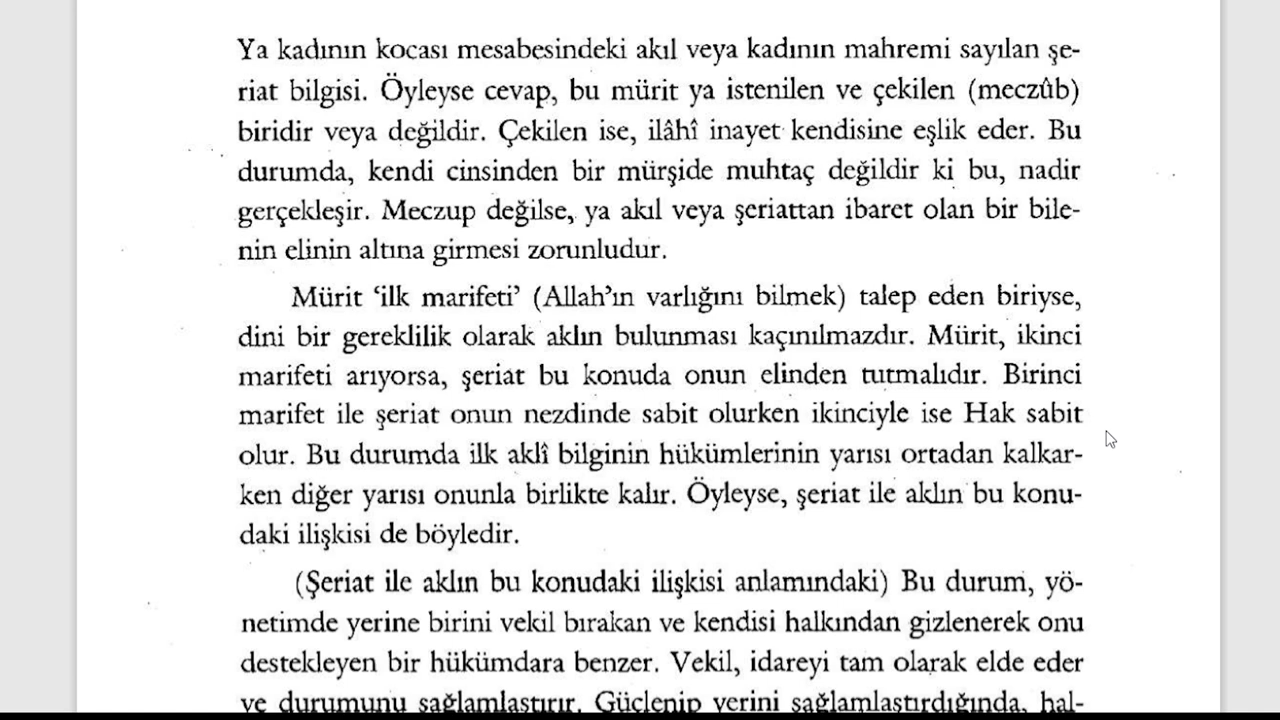 Ya kadının kocası mesabesindeki akıl veya kadının mahremi sayılan şe-
riat bilgisi. Öyleyse cevap, bu mürit ya istenilen ve çekilen (meczûb)
biridir veya değildir. Çekilen ise, ilâhî inayet kendisine eşlik eder. Bu
durumda, kendi cinsinden bir mürşide muhtaç değildir ki bu, nadir
gerçekleşir. Meczup değilse, ya akıl veya şeriattan ibaret olan bir bile-
nin elinin altına girmesi zorunludur.
Mürit ‘ilk marifeti’ (Allah’ın varlığını bilmek) talep eden biriyse,
dini bir gereklilik olarak aklın bulunması kaçınılmazdır. Mürit, ikinci
marifeti arıyorsa, şeriat bu konuda onun elinden tutmalıdır. Birinci
marifet ile şeriat onun nezdinde sabit olurken ikinciyle ise Hak sabit
olur. Bu durumda ilk aklî bilginin hükümlerinin yarısı ortadan kalkar-
ken diğer yarısı onunla birlikte kalır. Öyleyse, şeriat ile aklın bu konu-
daki ilişkisi de böyledir.
(Şeriat ile aklın bu konudaki ilişkisi anlamındaki) Bu durum, yö-
netimde yerine birini vekil bırakan ve kendisi halkından gizlenerek onu
destekleyen bir hükümdara benzer. Vekil, idareyi tam olarak elde eder
ve durumunu sağlamlaştırır. Güçlenip yerini sağlamlaştırdığında, hal-